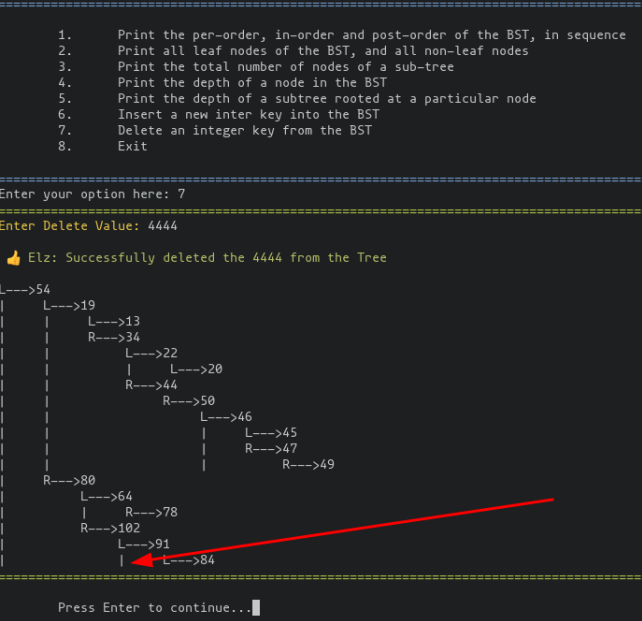 ================================================================================
1. Print the per-order, in-order and post-order of the BST, in sequence
2. Print all leaf nodes of the BST, and all non-leaf nodes
3. Print the total number of nodes of a sub-tree
4. Print the depth of a node in the BST
5. Print the depth of a subtree rooted at a particular node
6. Insert a new inter key into the BST
7. Delete an integer key from the BST
8. Exit
================================================================================
Enter your option here: 7
================================================================================
Enter Delete Value: 4444
👍 Elz: Successfully deleted the 4444 from the Tree
L--->54
|     L--->19
|     |     L--->13
|     |     R--->34
|     |          L--->22
|     |          |     L--->20
|     |          R--->44
|     |               R--->50
|     |                    L--->46
|     |                    |     L--->45
|     |                    |     R--->47
|     |                    |          R--->49
|     R--->80
|          L--->64
|          |     R--->78
|          R--->102
|               L--->91
|               |     L--->84
================================================================================
Press Enter to continue...